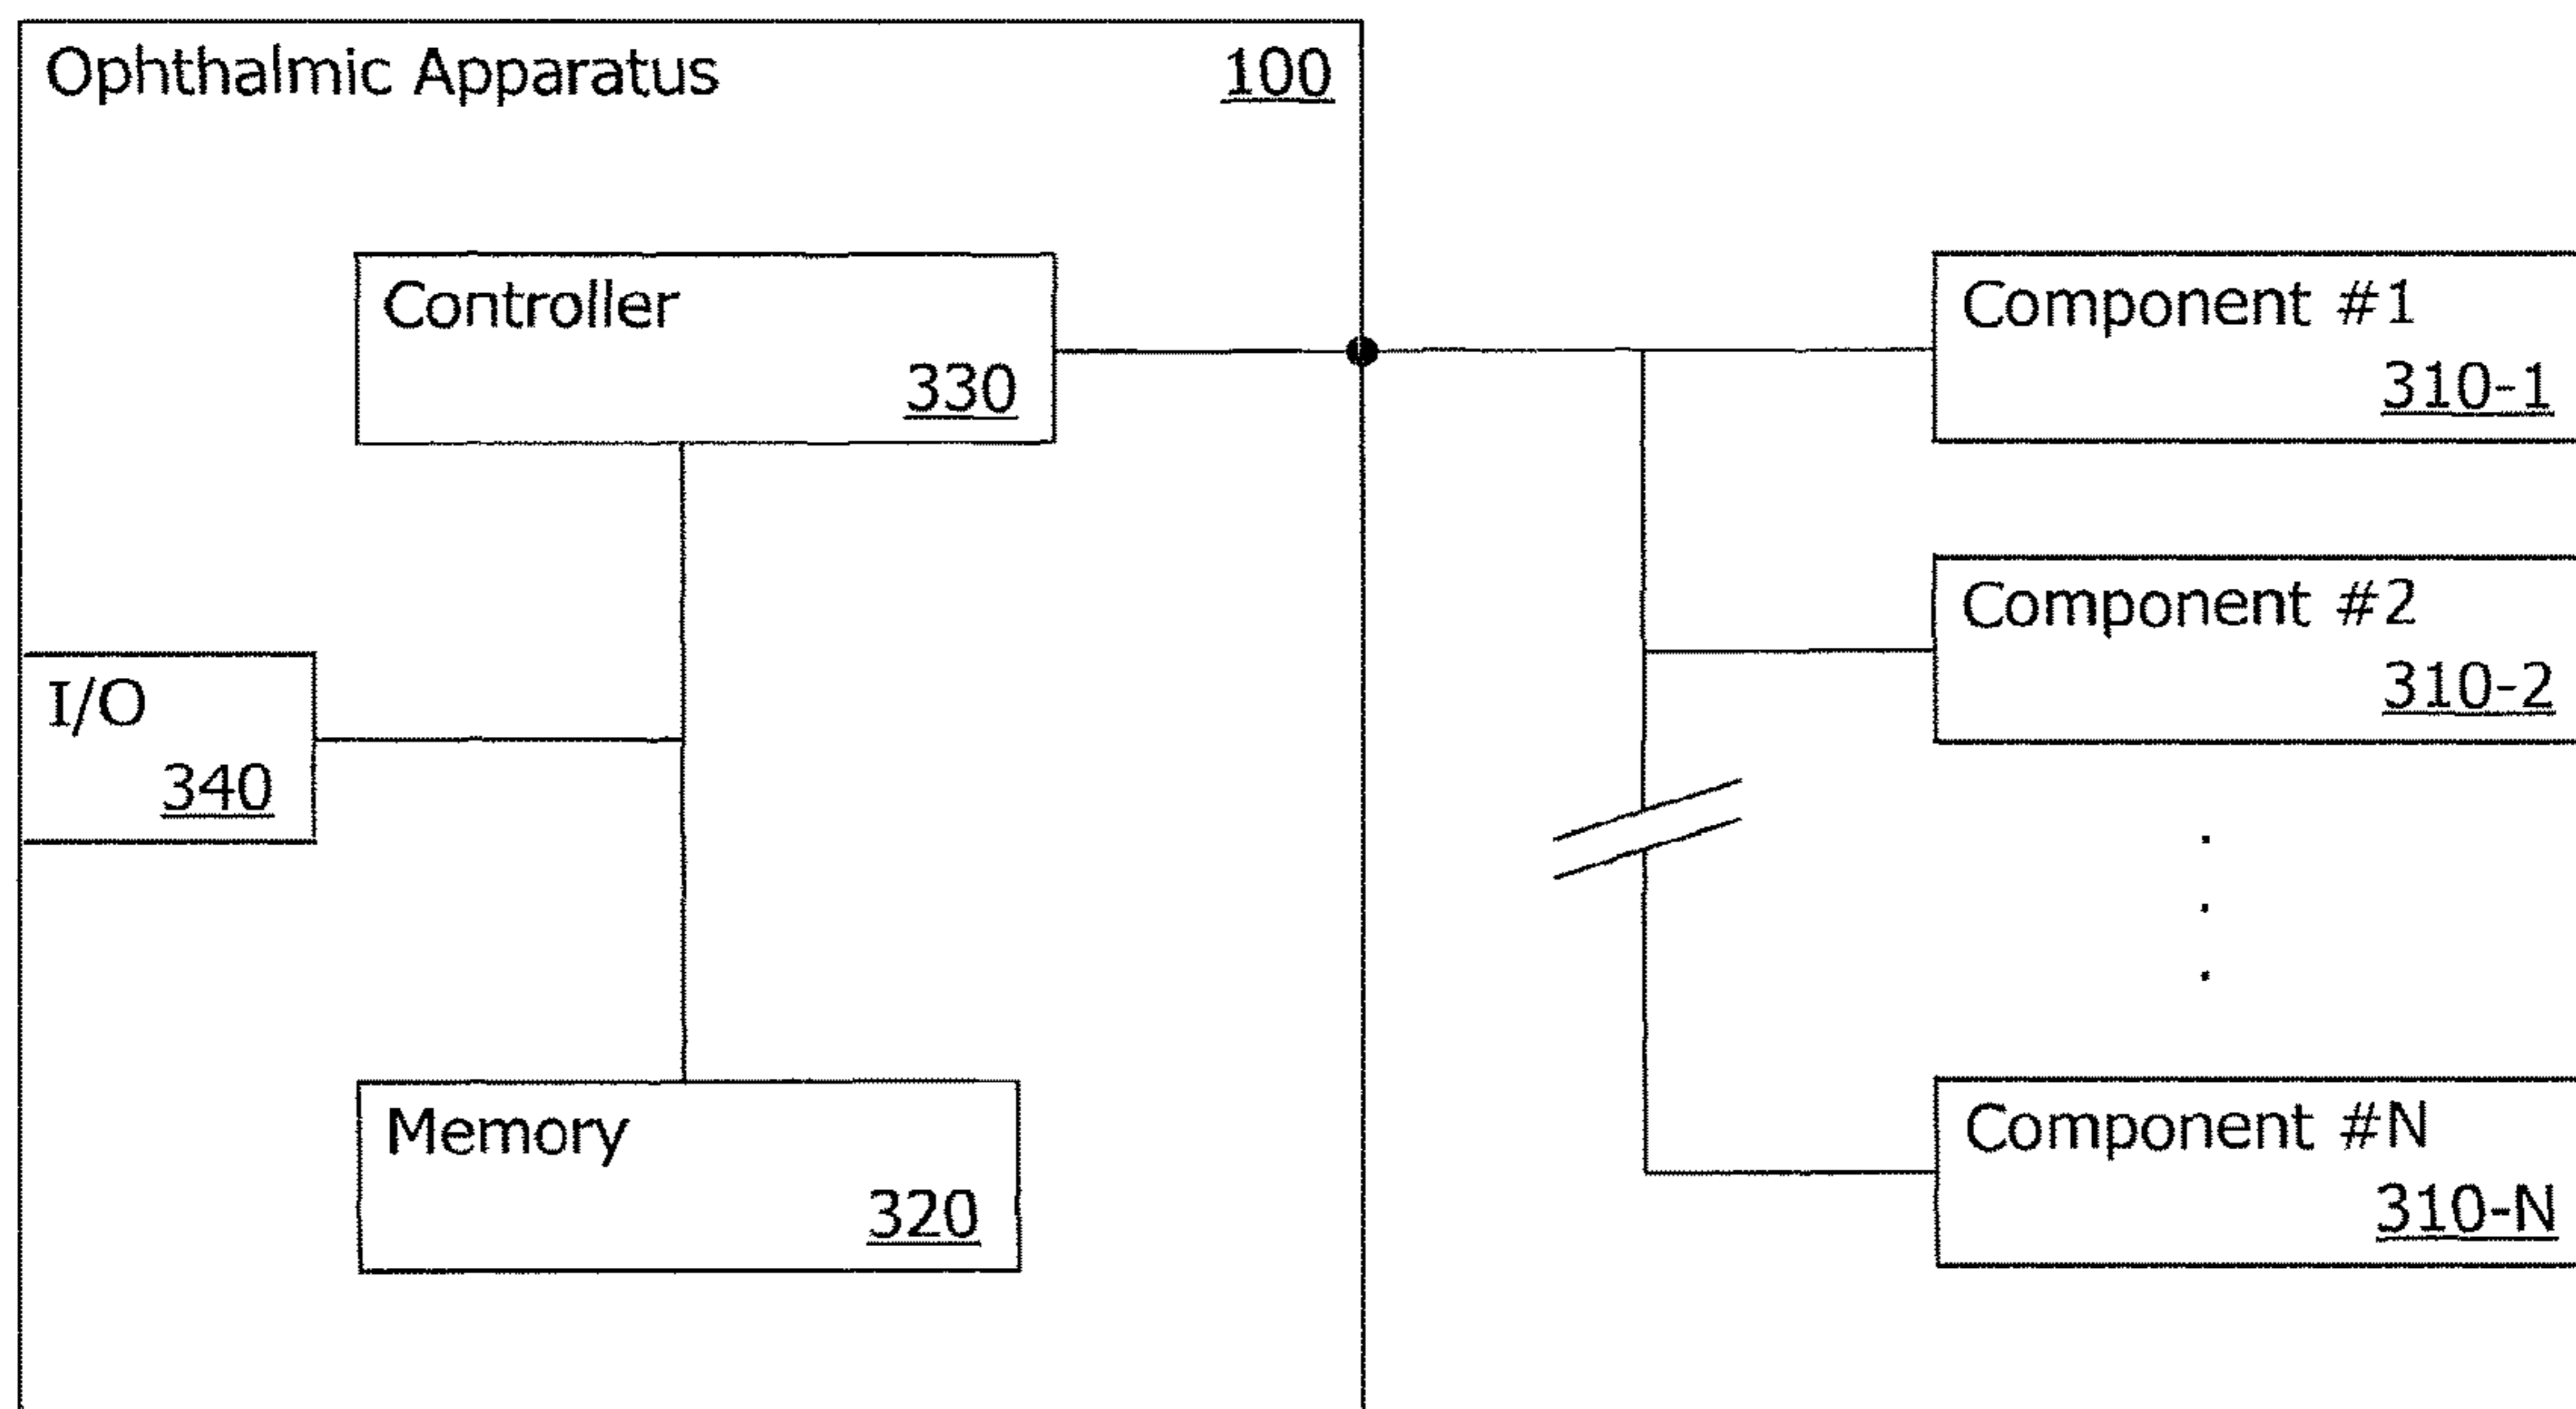 Ophthalmic Apparatus 100
Controller
330
Component #1
310-1
Component #2
310-2
I/O
340
Memory
320
Component #N
310-N